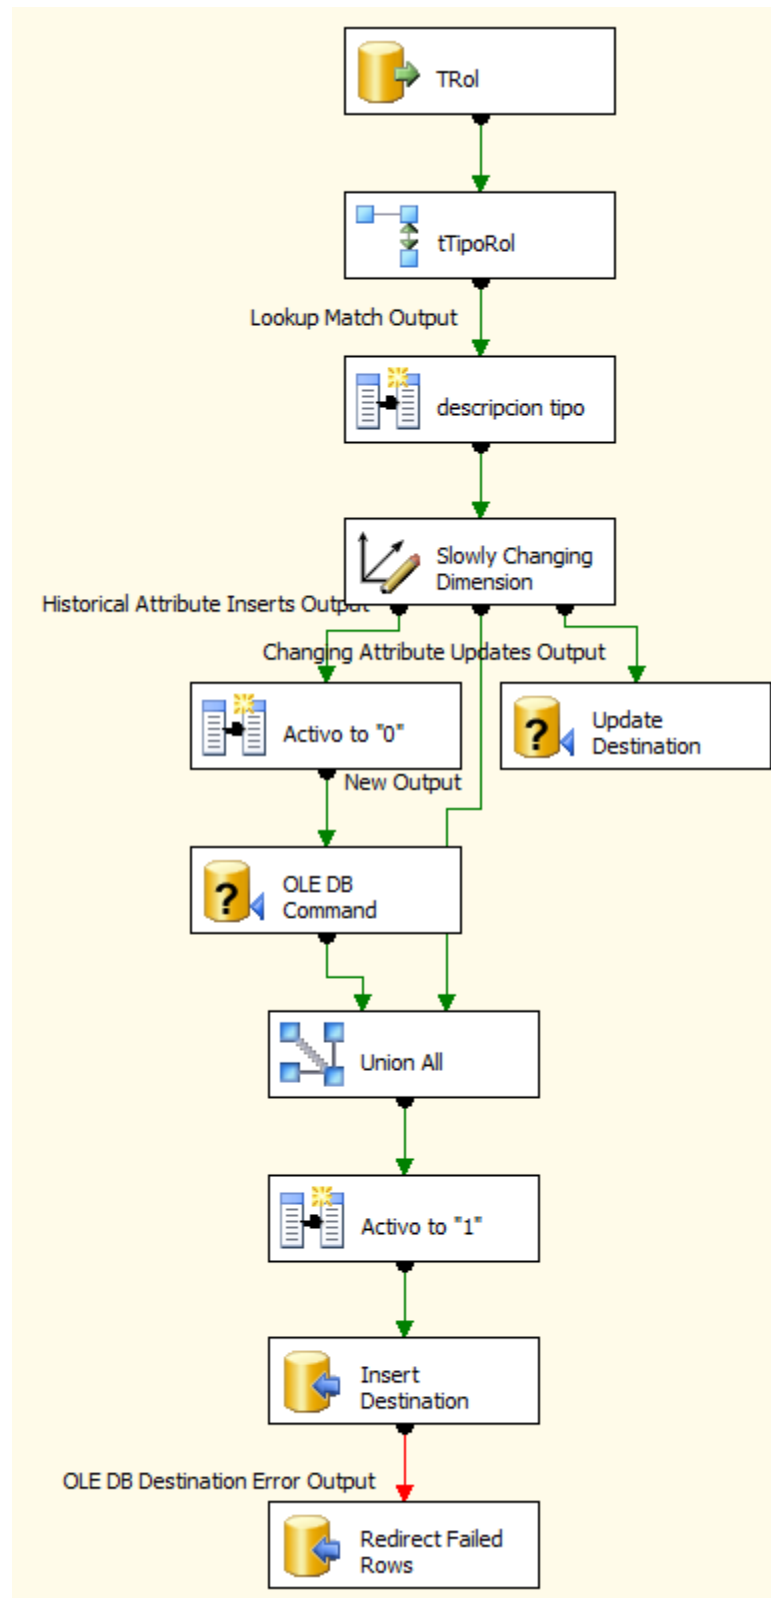 TRol
tTipoRol
Lookup Match Output
descripcion tipo
Slowly Changing
Dimension
Historical Attribute Inserts Output
Changing Attribute Updates Output
Activo to "0"
Update
Destination
New Output
?
OLE DB
Command
?
Union All
Activo to "1"
Insert
Destination
OLE DB Destination Error Output
Redirect Failed
Rows